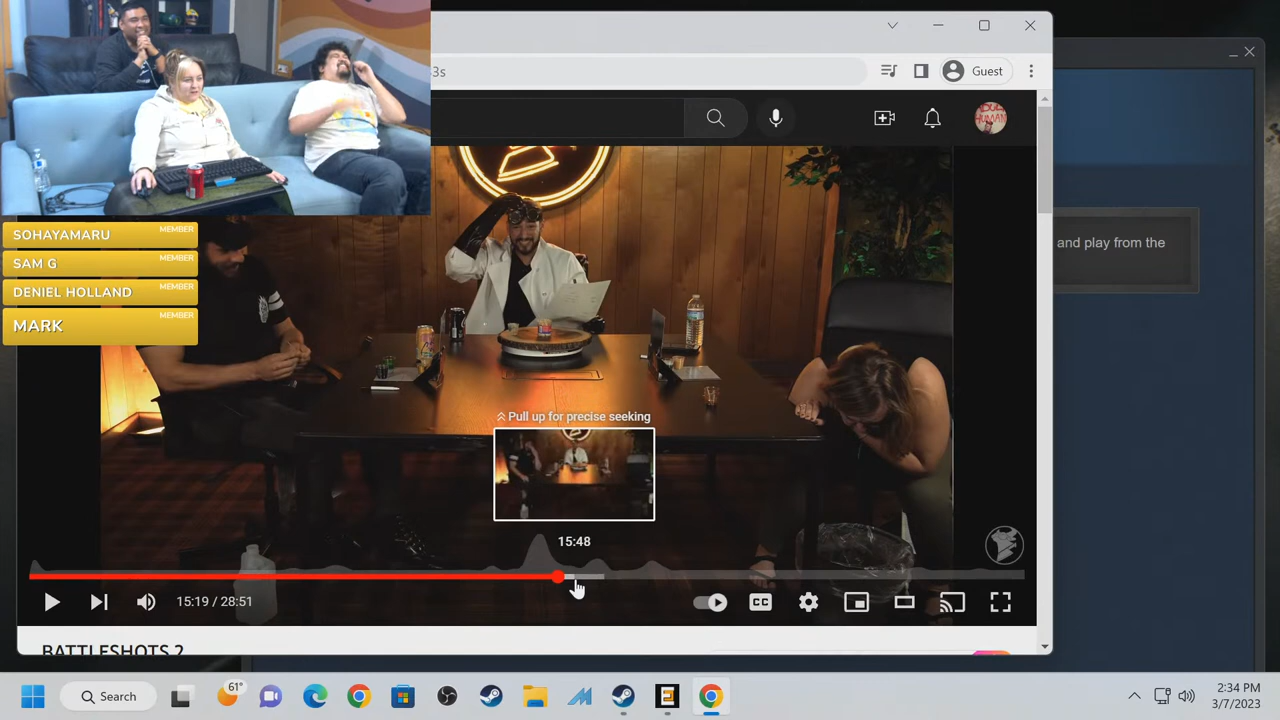 3s
Guest
SOHAYAMARU
MEMBER
SAM G
MEMBER
DENIEL HOLLAND
MEMBER
MARK
MEMBER
and play from the
Pull up for precise seeking
15:48
15:19 / 28:51
CC
BATTLESHOTS 2
61°
Search
2:34 PM
3/7/2023